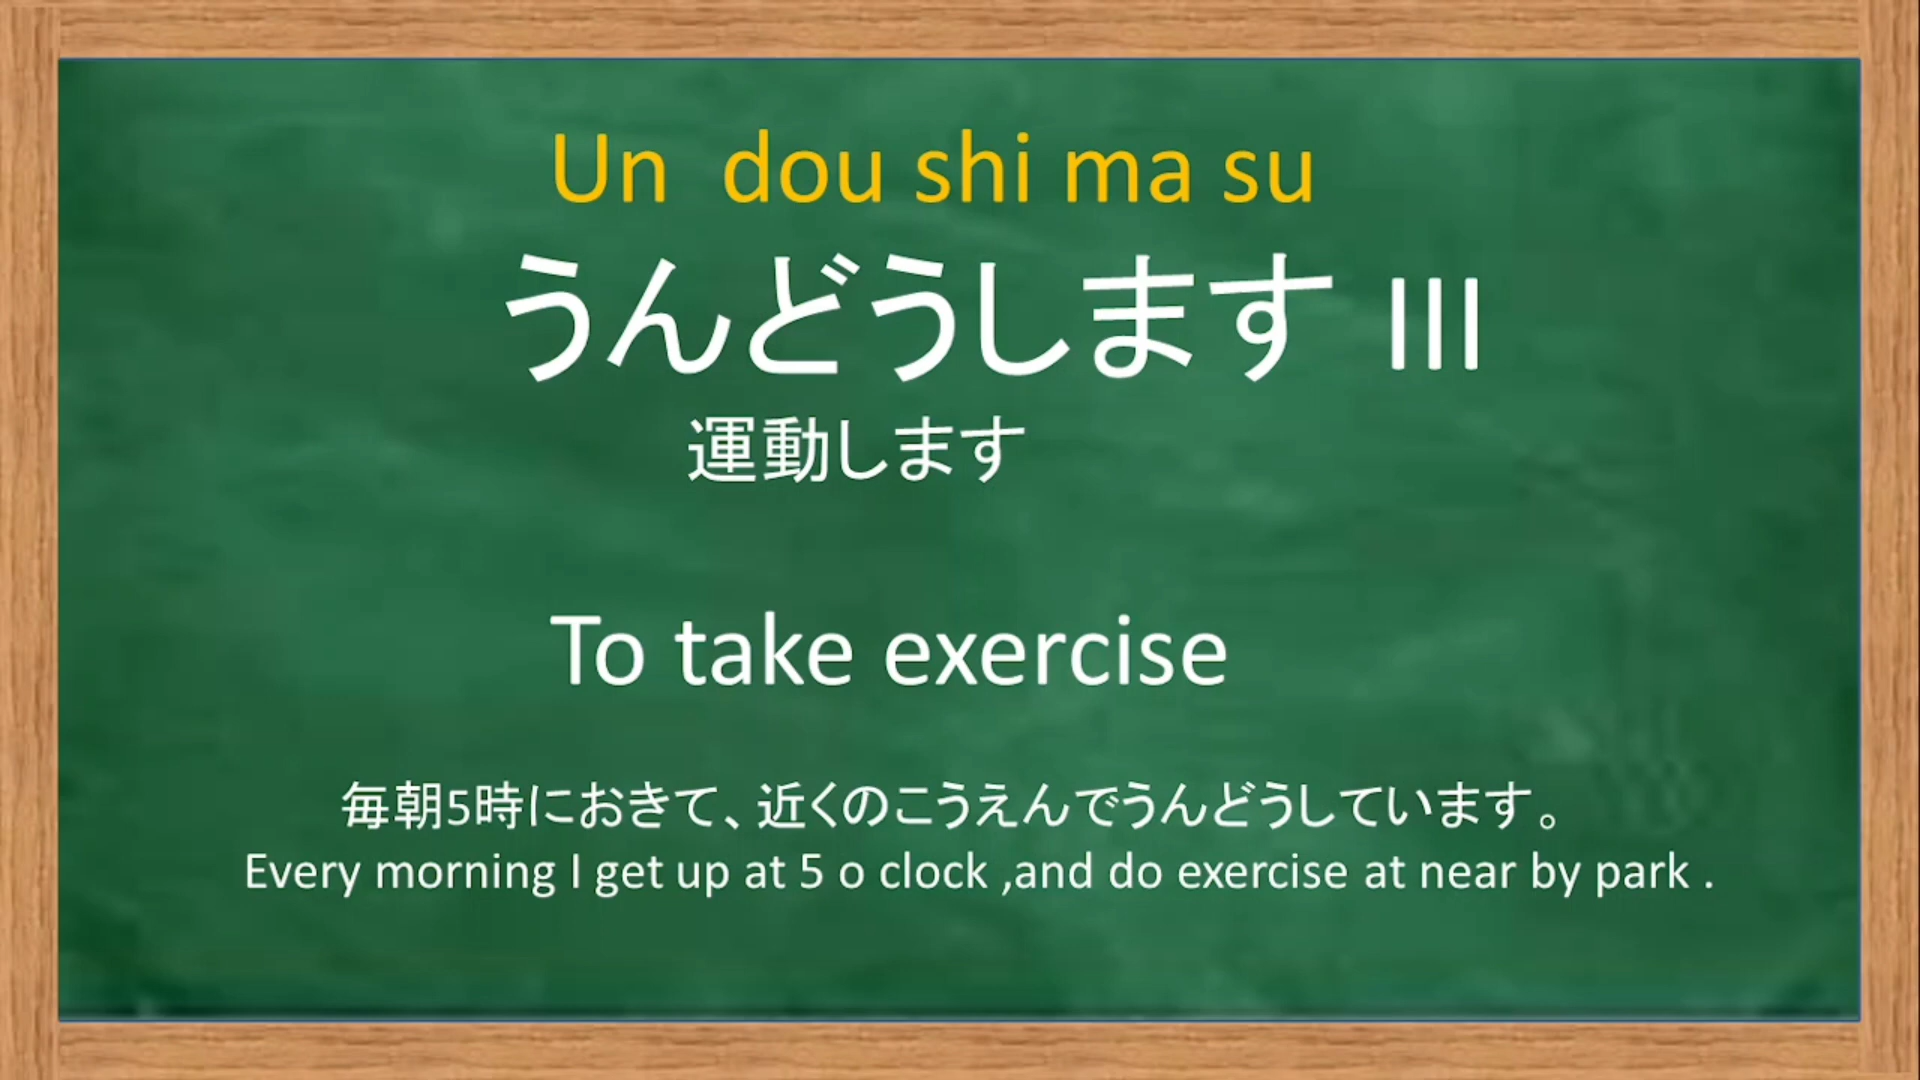 Un dou shi ma su
うんどうします III
運動します
To take exercise
毎朝5時におきて、近くのこうえんでうんどうしています。
Every morning I get up at 5 o clock ,and do exercise at near by park .